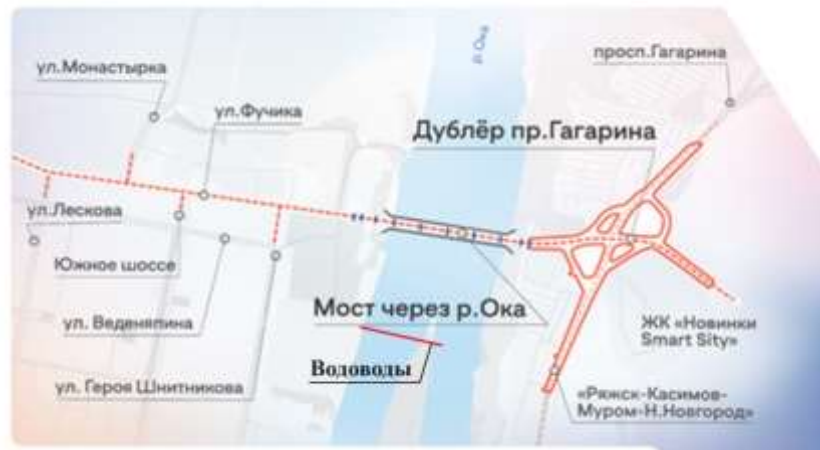 р.Ока
просп.Гагарина
ул.Монастырка
ул.Фучика
Дублёр пр.Гагарина
ул.Лескова
Южное шоссе
Мост через р.Ока
ул. Веденяпина
Водоводы
ЖК «Новинки
Smart Sity»
ул. Героя Шнитникова
«Ряжск-Касимов-
Муром-Н.Новгород»